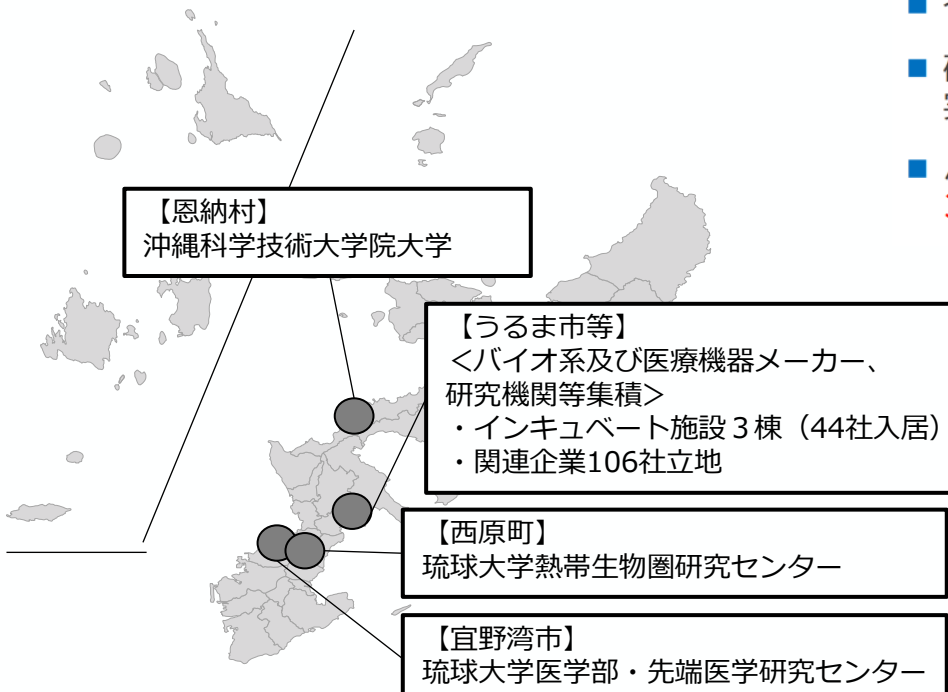 【恩納村】
沖縄科学技術大学院大学
【うるま市等】
<バイオ系及び医療機器メーカー、
研究機関等集積>
・インキュベート施設３棟（44社入居）
・関連企業106社立地
【西原町】
琉球大学熱帯生物圏研究センター
【宜野湾市】
琉球大学医学部・先端医学研究センター